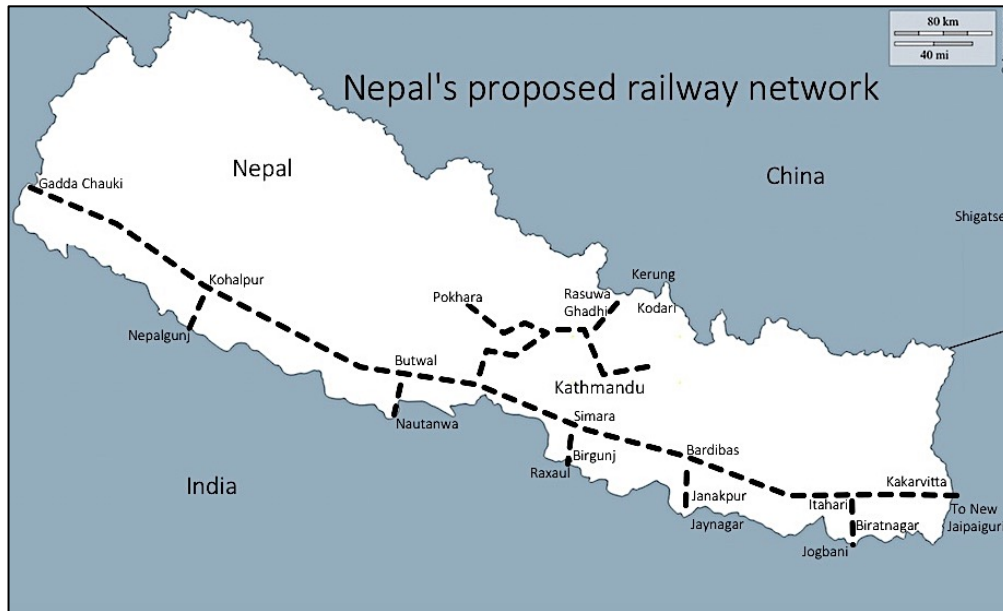 80 km
40 mi
Nepal's proposed railway network
Nepal
China
Gadda Chauki
Shigatse
Kohalpur
Kerung
Pokhara
Rasuwa
Ghadhi
Kodari
Nepalgunj
Butwal
Kathmandu
Nautanwa
Simara
Birgunj
Raxaul
Bardibas
India
Kakarvitta
Janakpur
Itahari
To New
Jaynagar
Biratnagar
Jaipaiguri
Jogbani